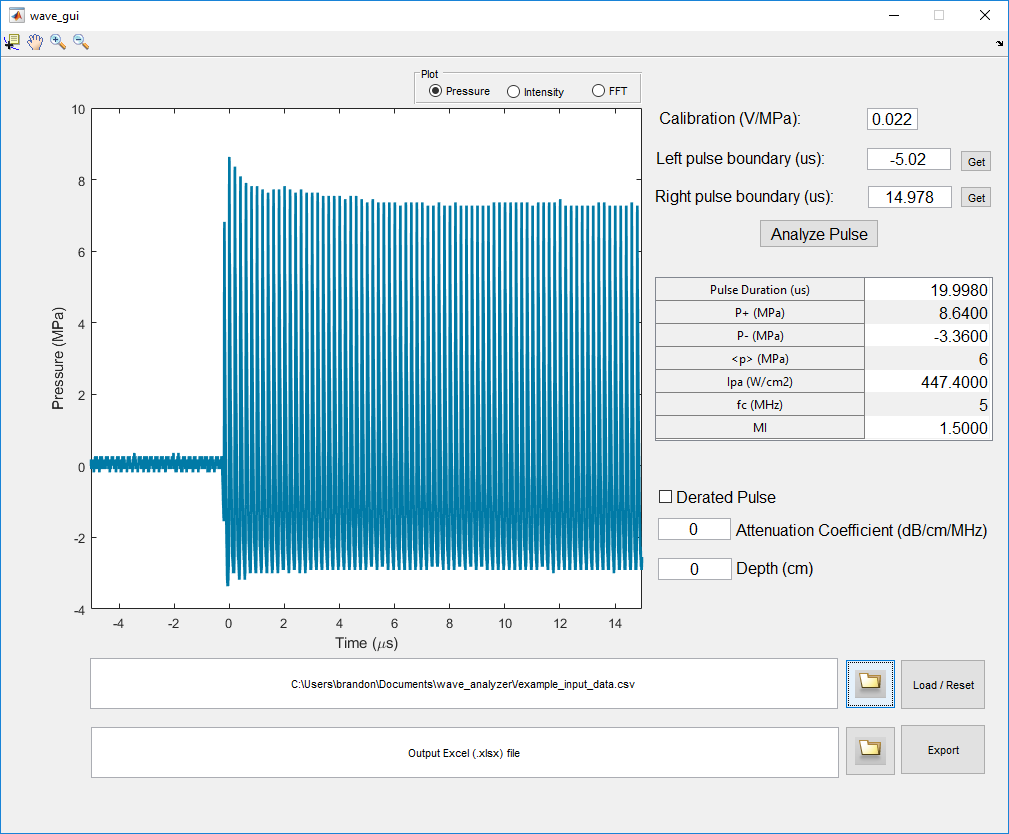 wave_gui
Plot
Pressure Intensity FFT
10
8
6
4
2
0
-2
-4
Pressure (MPa)
-4 -2 0 2 4 6 8 10 12 14
Time (μs)
Calibration (V/MPa): 0.022
Left pulse boundary (us): -5.02 Get
Right pulse boundary (us): 14.978 Get
Analyze Pulse
Pulse Duration (us) 19.9980
P+ (MPa) 8.6400
P- (MPa) -3.3600
<p> (MPa) 6
Ipa (W/cm2) 447.4000
fc (MHz) 5
MI 1.5000
Derated Pulse
0 Attenuation Coefficient (dB/cm/MHz)
0 Depth (cm)
C:\Users\brandon\Documents\wave_analyzer\/example_input_data.csv
Load / Reset
Output Excel (.xlsx) file
Export